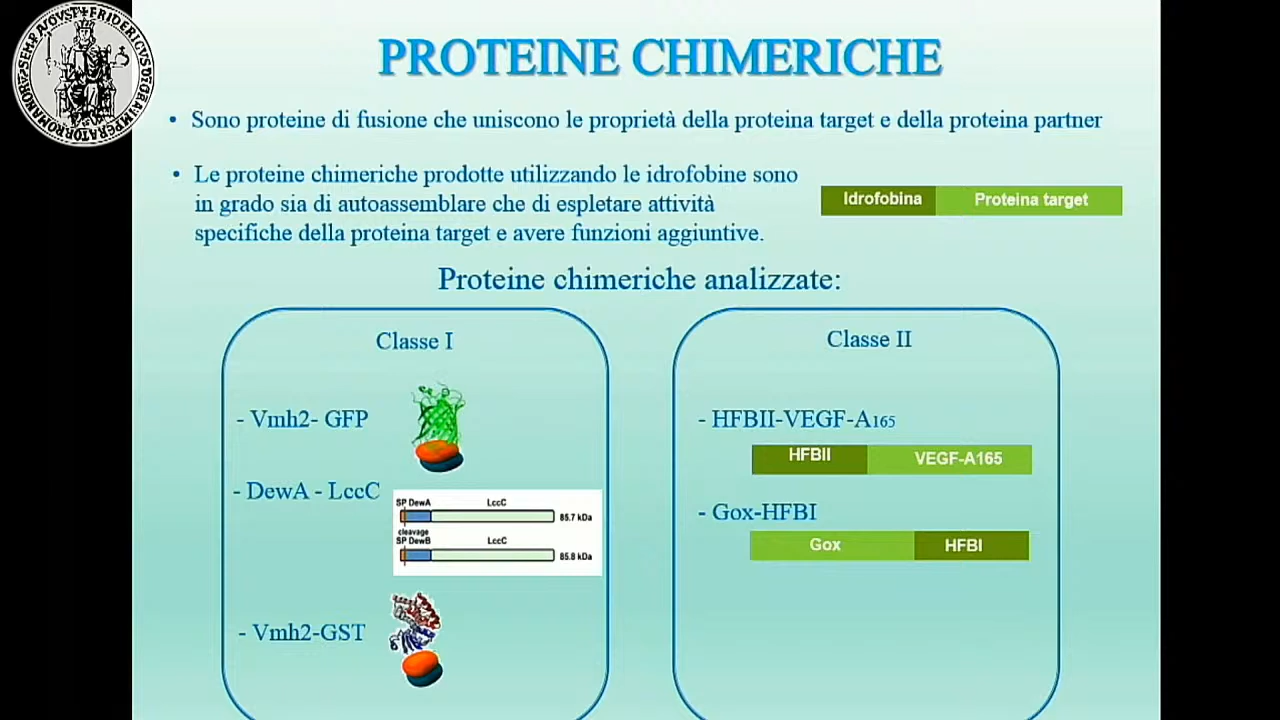 PROTEINE CHIMERICHE
• Sono proteine di fusione che uniscono le proprietà della proteina target e della proteina partner
• Le proteine chimeriche prodotte utilizzando le idrofobine sono
in grado sia di autoassemblare che di espletare attività
specifiche della proteina target e avere funzioni aggiuntive.
Idrofobina Proteina target
Proteine chimeriche analizzate:
Classe I
- Vmh2- GFP
- DewA - LccC
SP DewA LccC
85.7 kDa
cleavage
SP DewB LccC
85.8 kDa
- Vmh2-GST
Classe II
- HFBII-VEGF-A165
HFBII VEGF-A165
- Gox-HFBI
Gox HFBI